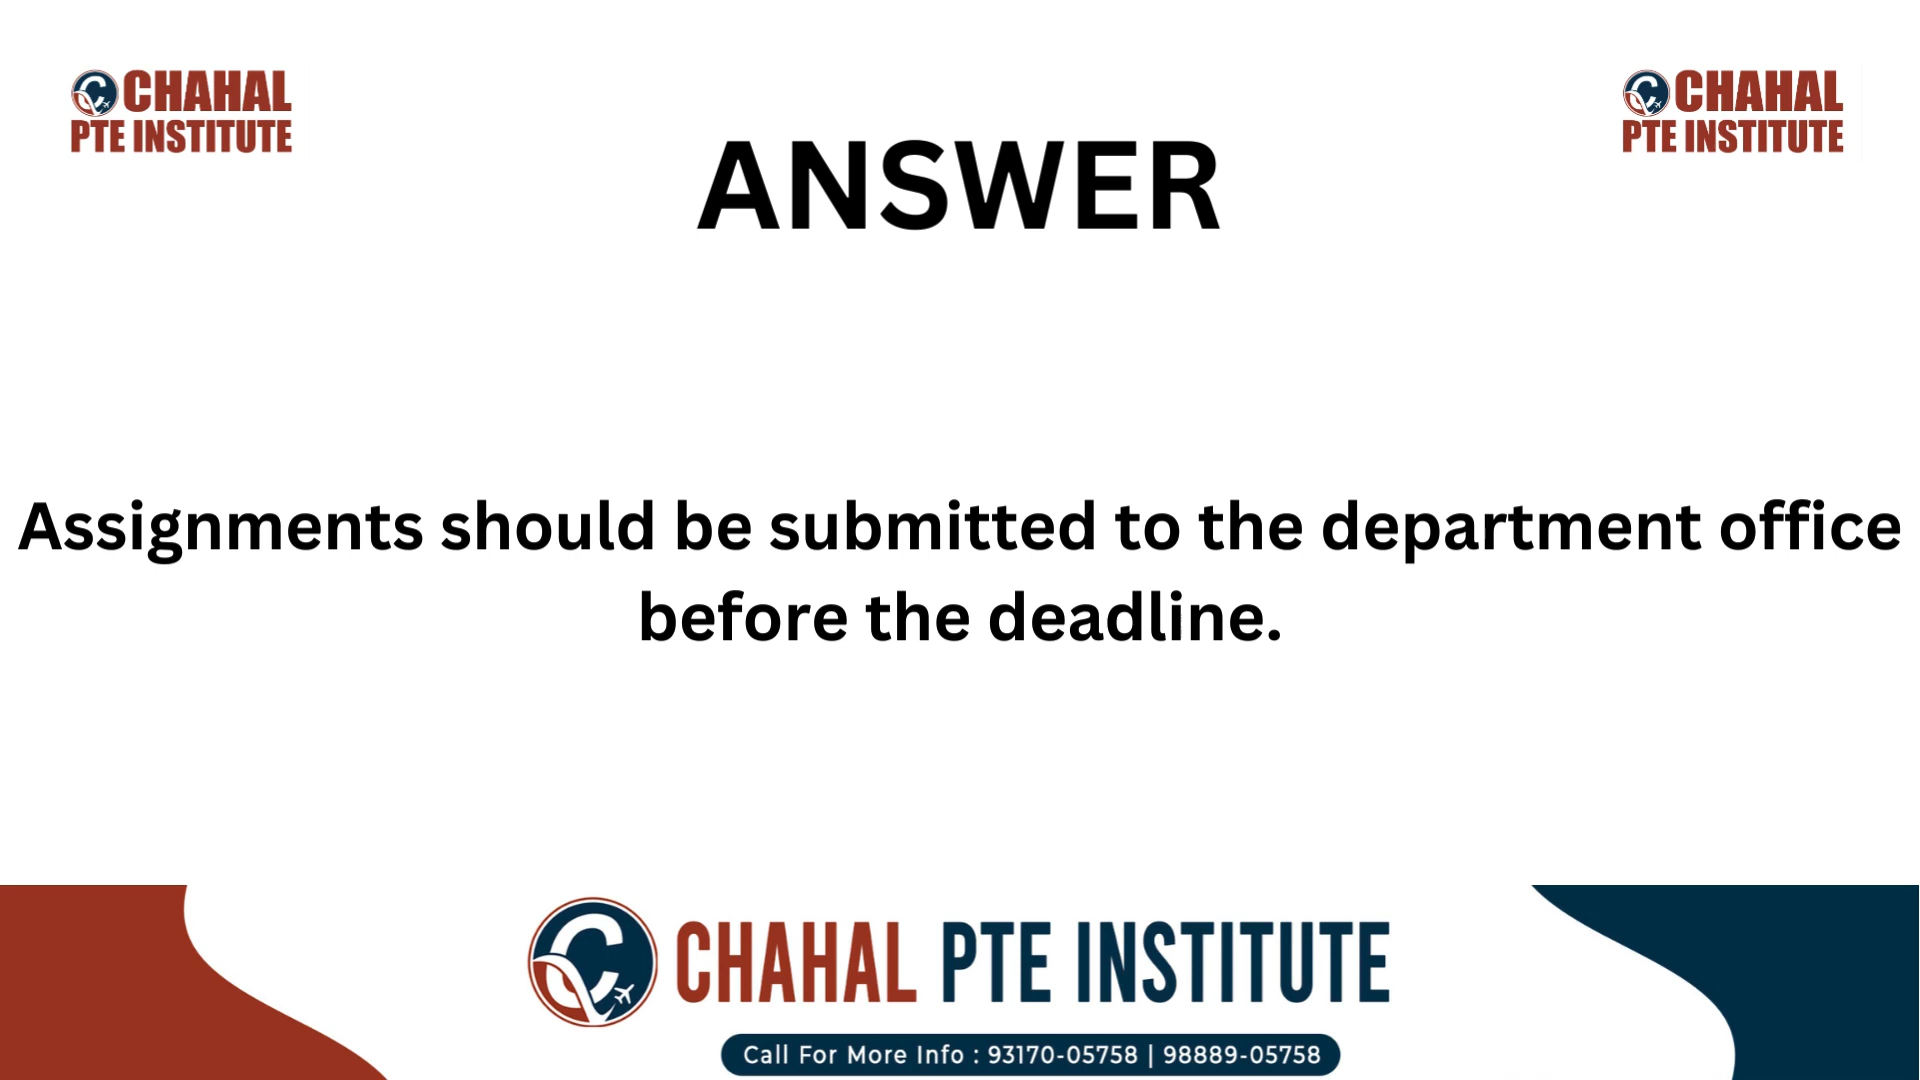 CHAHAL
PTE INSTITUTE
CHAHAL
PTE INSTITUTE
ANSWER
Assignments should be submitted to the department office
before the deadline.
CHAHAL PTE INSTITUTE
Call For More Info : 93170-05758 | 98889-05758